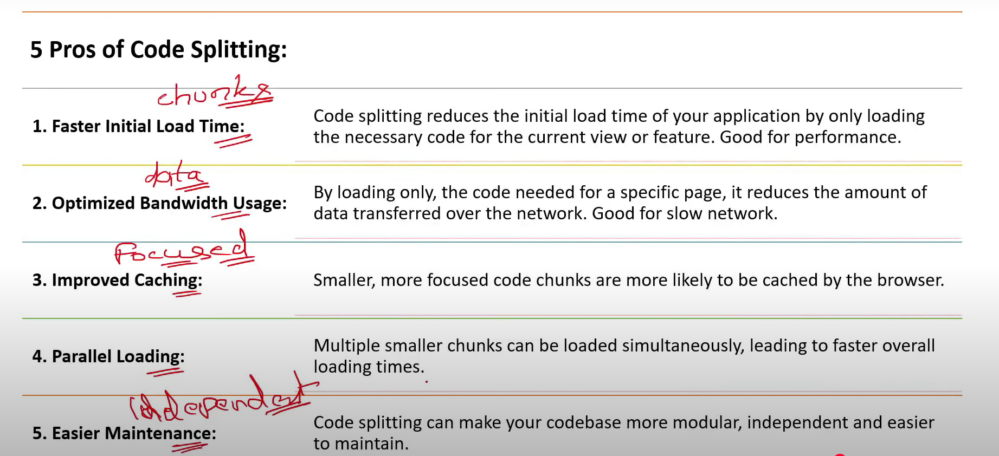 5 Pros of Code Splitting:
chunks
1. Faster Initial Load Time:
Code splitting reduces the initial load time of your application by only loading
the necessary code for the current view or feature. Good for performance.
data
2. Optimized Bandwidth Usage:
By loading only, the code needed for a specific page, it reduces the amount of
data transferred over the network. Good for slow network.
Focused
3. Improved Caching:
Smaller, more focused code chunks are more likely to be cached by the browser.
4. Parallel Loading:
Multiple smaller chunks can be loaded simultaneously, leading to faster overall
loading times.
independent
5. Easier Maintenance:
Code splitting can make your codebase more modular, independent and easier
to maintain.